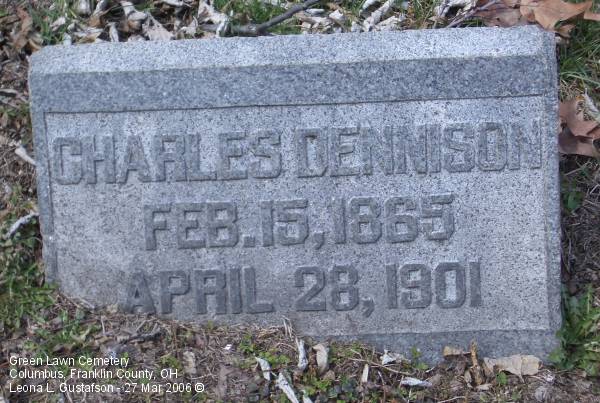 CHARLES DENNISON
FEB. 15, 1865
APRIL 28, 1901
Green Lawn Cemetery
Columbus, Franklin County, OH
Leona L. Gustafson - 27 Mar 2006 ©